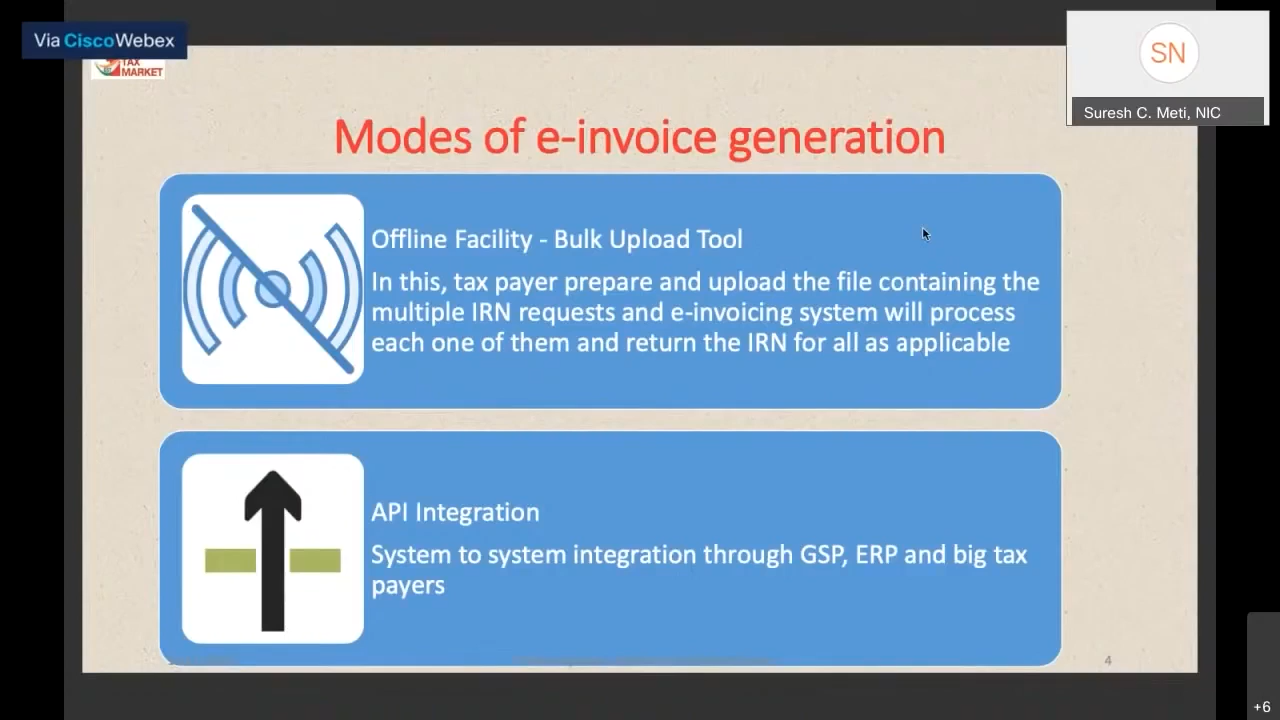 Via Cisco Webex
TAX
MARKET
SN
Suresh C. Meti, NIC
Modes of e-invoice generation
Offline Facility - Bulk Upload Tool
In this, tax payer prepare and upload the file containing the
multiple IRN requests and e-invoicing system will process
each one of them and return the IRN for all as applicable
API Integration
System to system integration through GSP, ERP and big tax
payers
4
+6